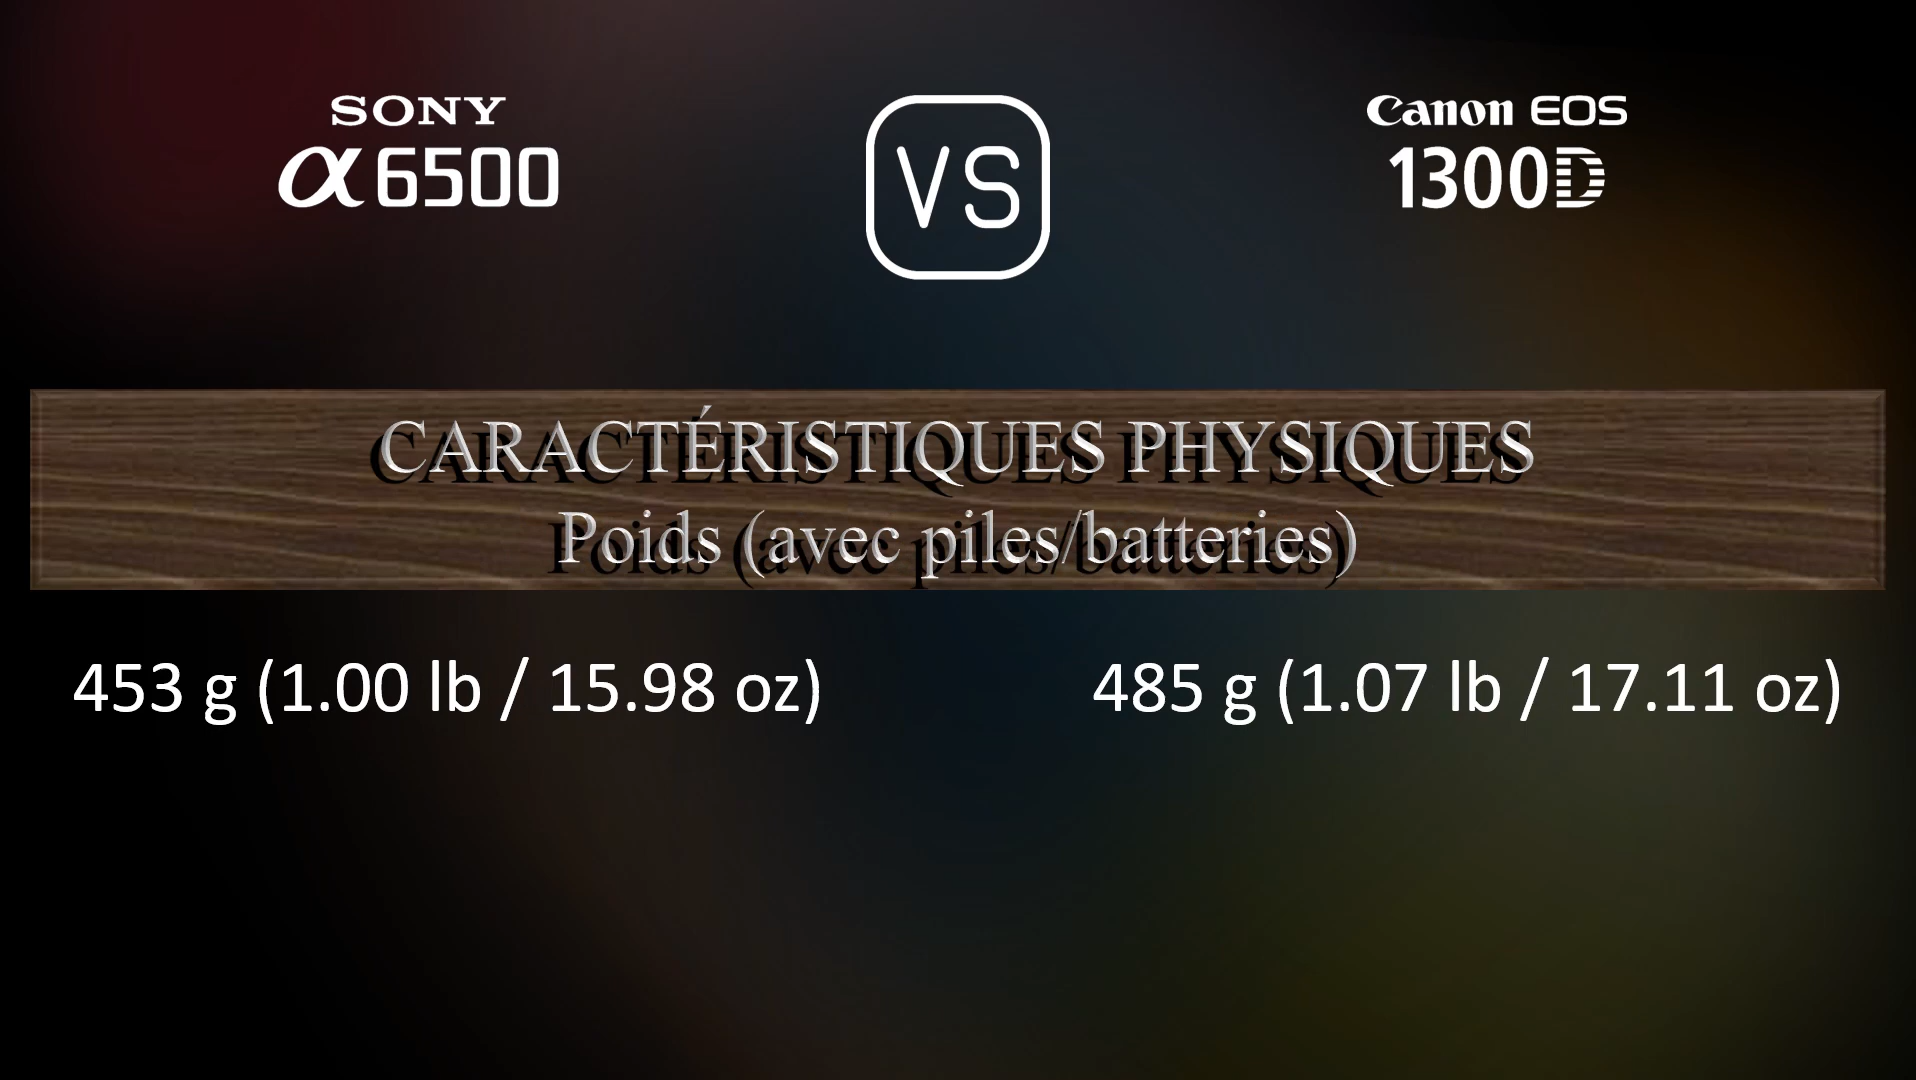 SONY
α6500
VS
Canon EOS
1300D
CARACTÉRISTIQUES PHYSIQUES
Poids (avec piles/batteries)
453 g (1.00 lb / 15.98 oz)
485 g (1.07 lb / 17.11 oz)